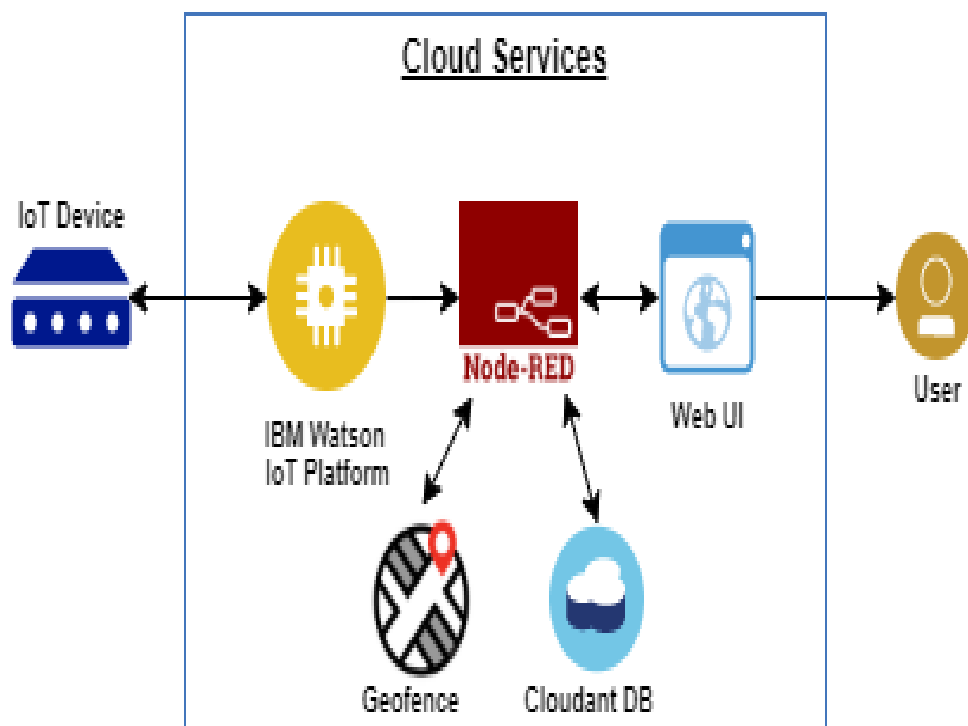 Cloud Services
IoT Device
Node-RED
IBM Watson
IoT Platform
Web UI
User
Geofence
Cloudant DB